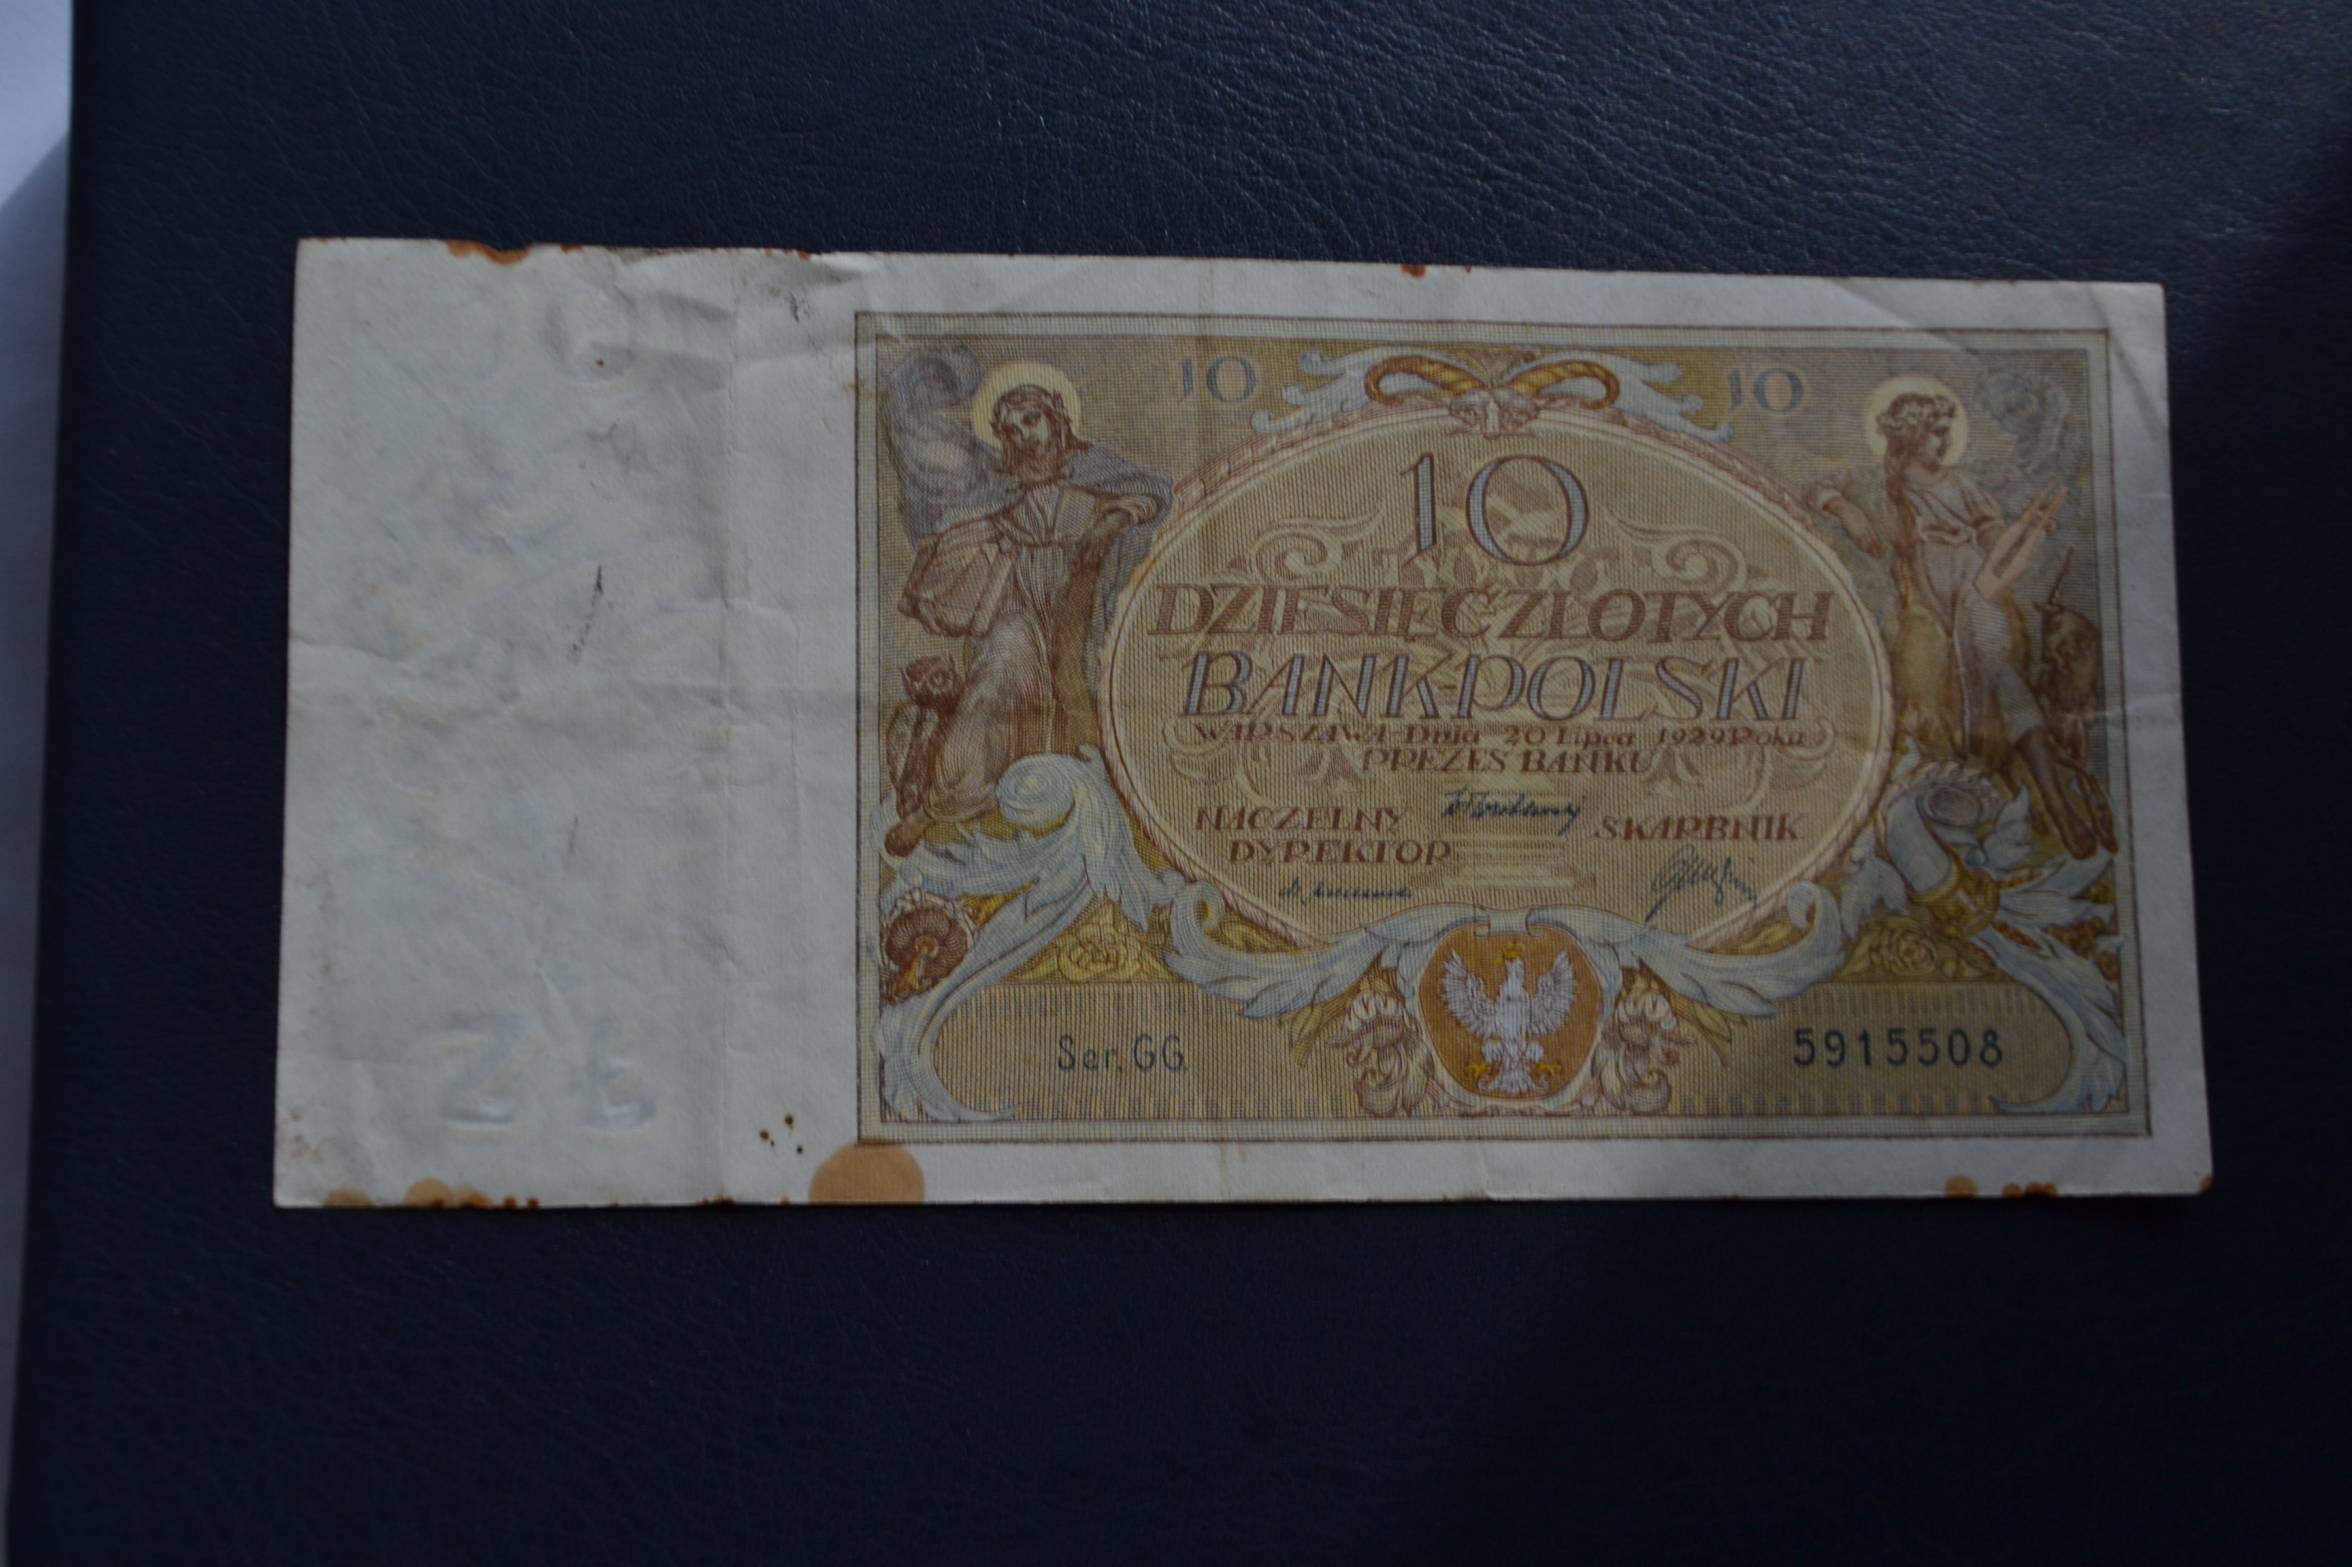 10 10
10
DZIESIĘĆ ZŁOTYCH
BANK POLSKI
WARSZAWA-Dnia 20 Lipca 1929 Roku
PREZES BANKU
NACZELNY
DYREKTOR
SKARBNIK
Ser. GG.
5915508